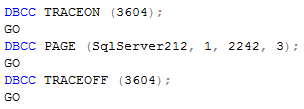 DBCC TRACEON (3604);
GO
DBCC PAGE (SqlServer212, 1, 2242, 3);
GO
DBCC TRACEOFF (3604);
GO